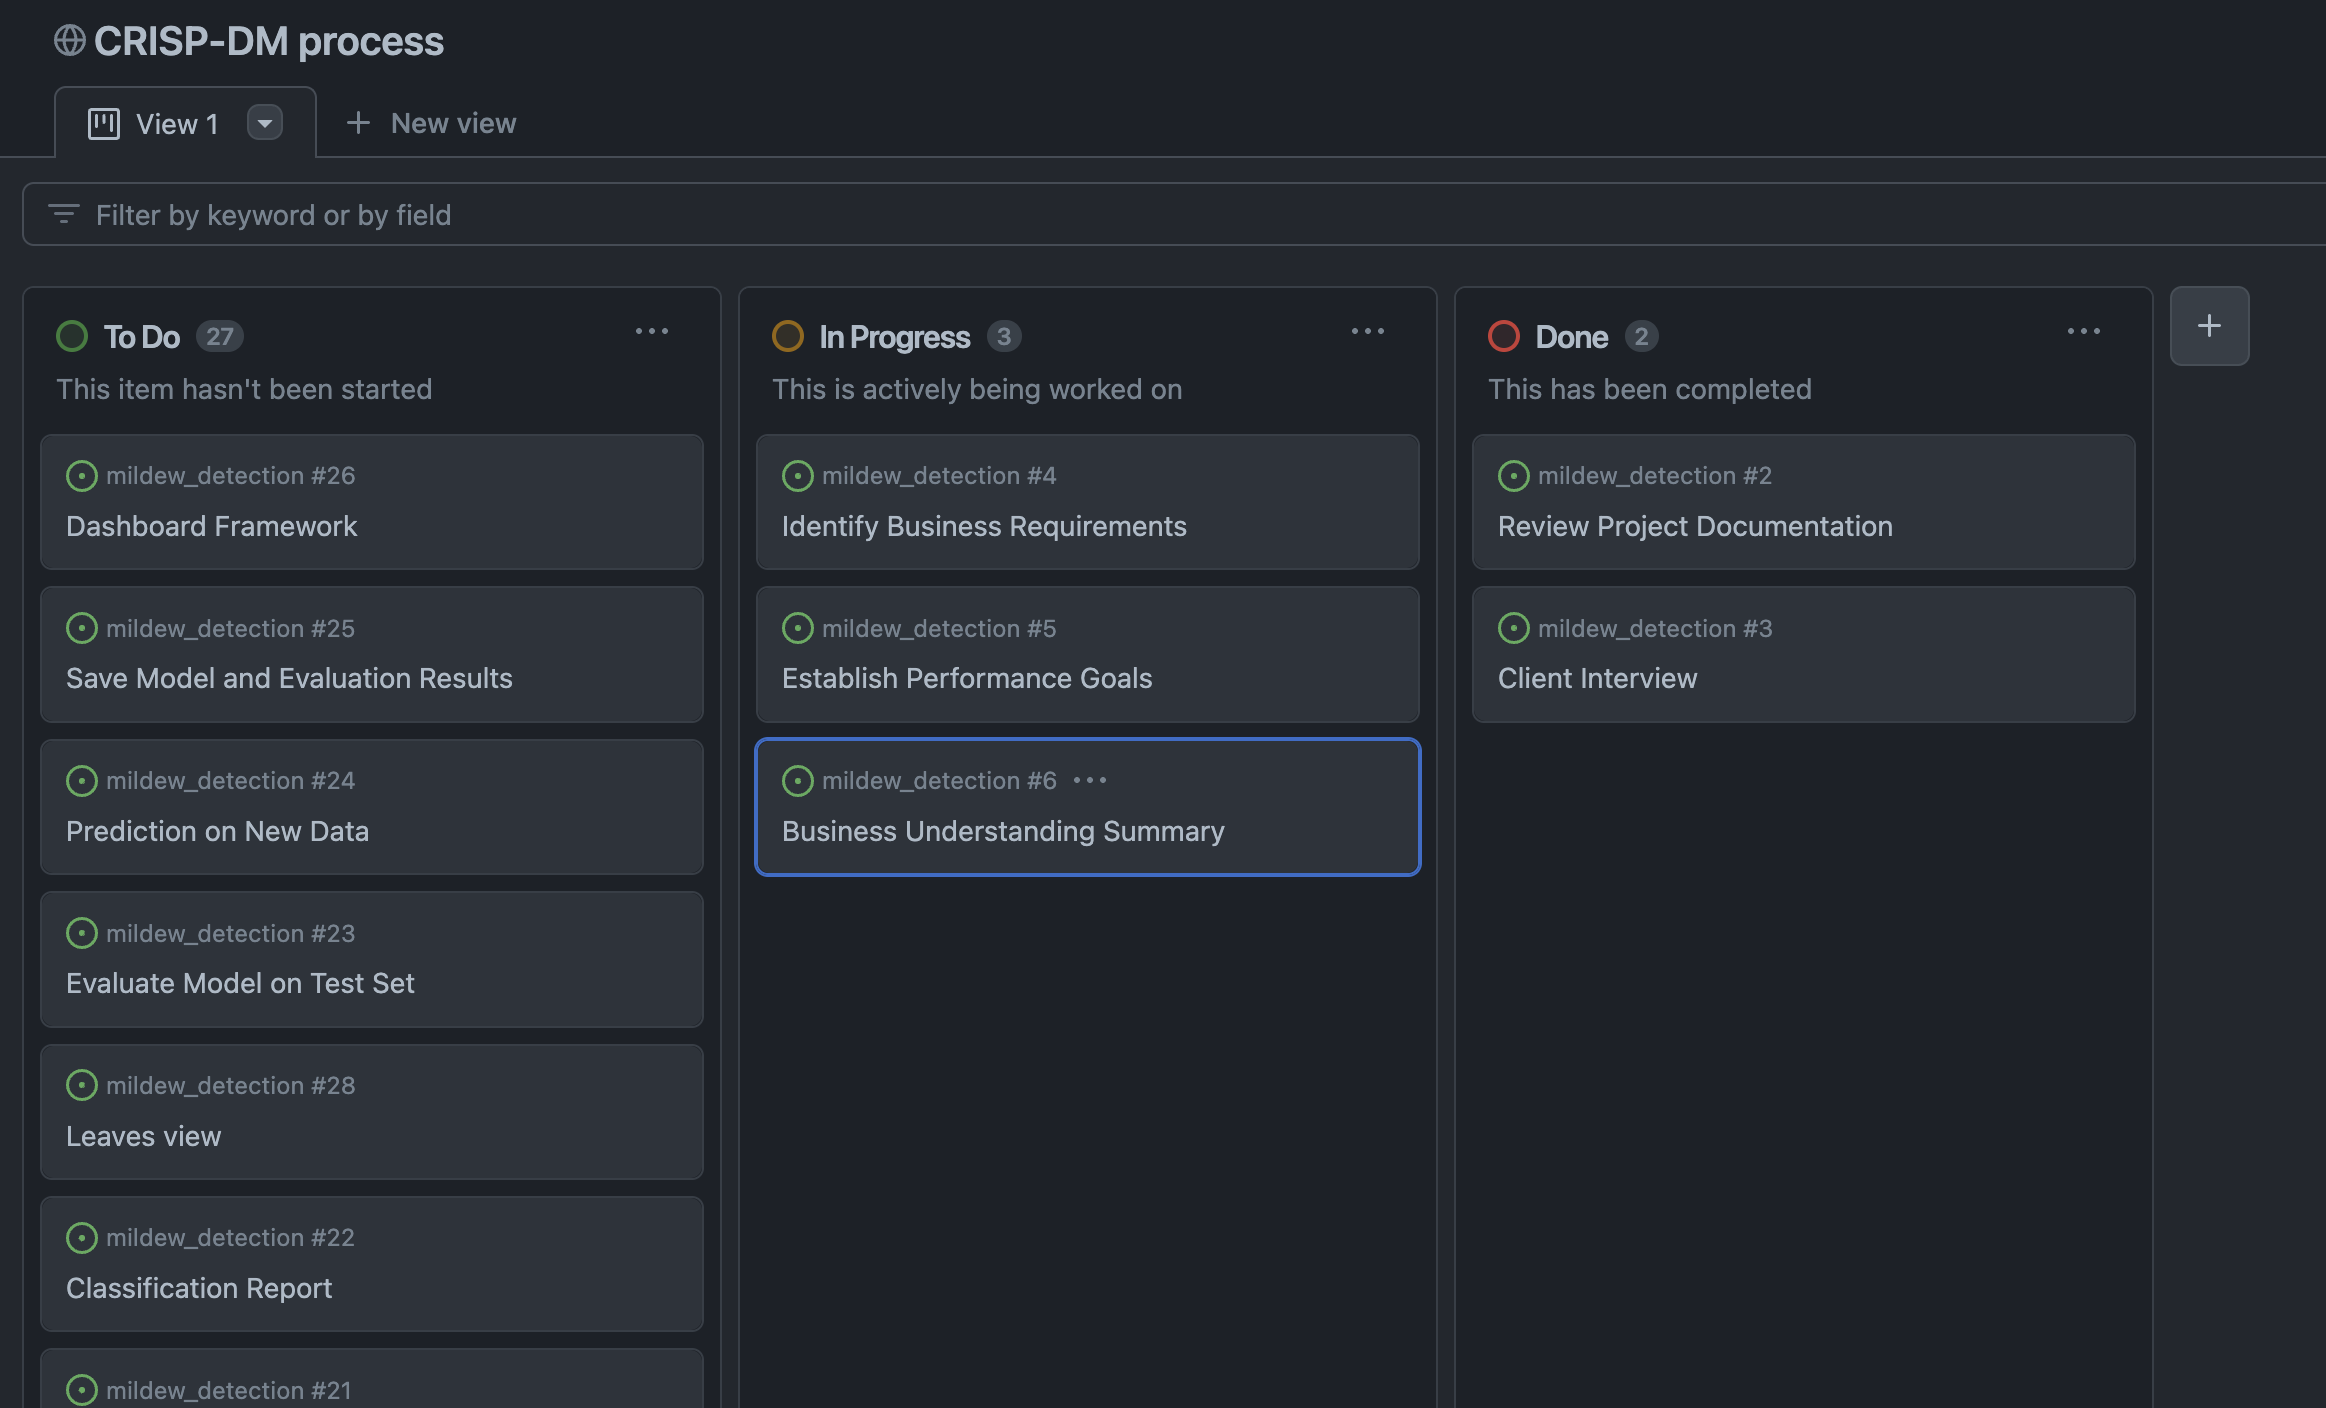 CRISP-DM process
View 1
New view
Filter by keyword or by field
To Do 27
This item hasn't been started
mildew_detection #26
Dashboard Framework
mildew_detection #25
Save Model and Evaluation Results
mildew_detection #24
Prediction on New Data
mildew_detection #23
Evaluate Model on Test Set
mildew_detection #28
Leaves view
mildew_detection #22
Classification Report
mildew_detection #21
In Progress 3
This is actively being worked on
mildew_detection #4
Identify Business Requirements
mildew_detection #5
Establish Performance Goals
mildew_detection #6
Business Understanding Summary
Done 2
This has been completed
mildew_detection #2
Review Project Documentation
mildew_detection #3
Client Interview